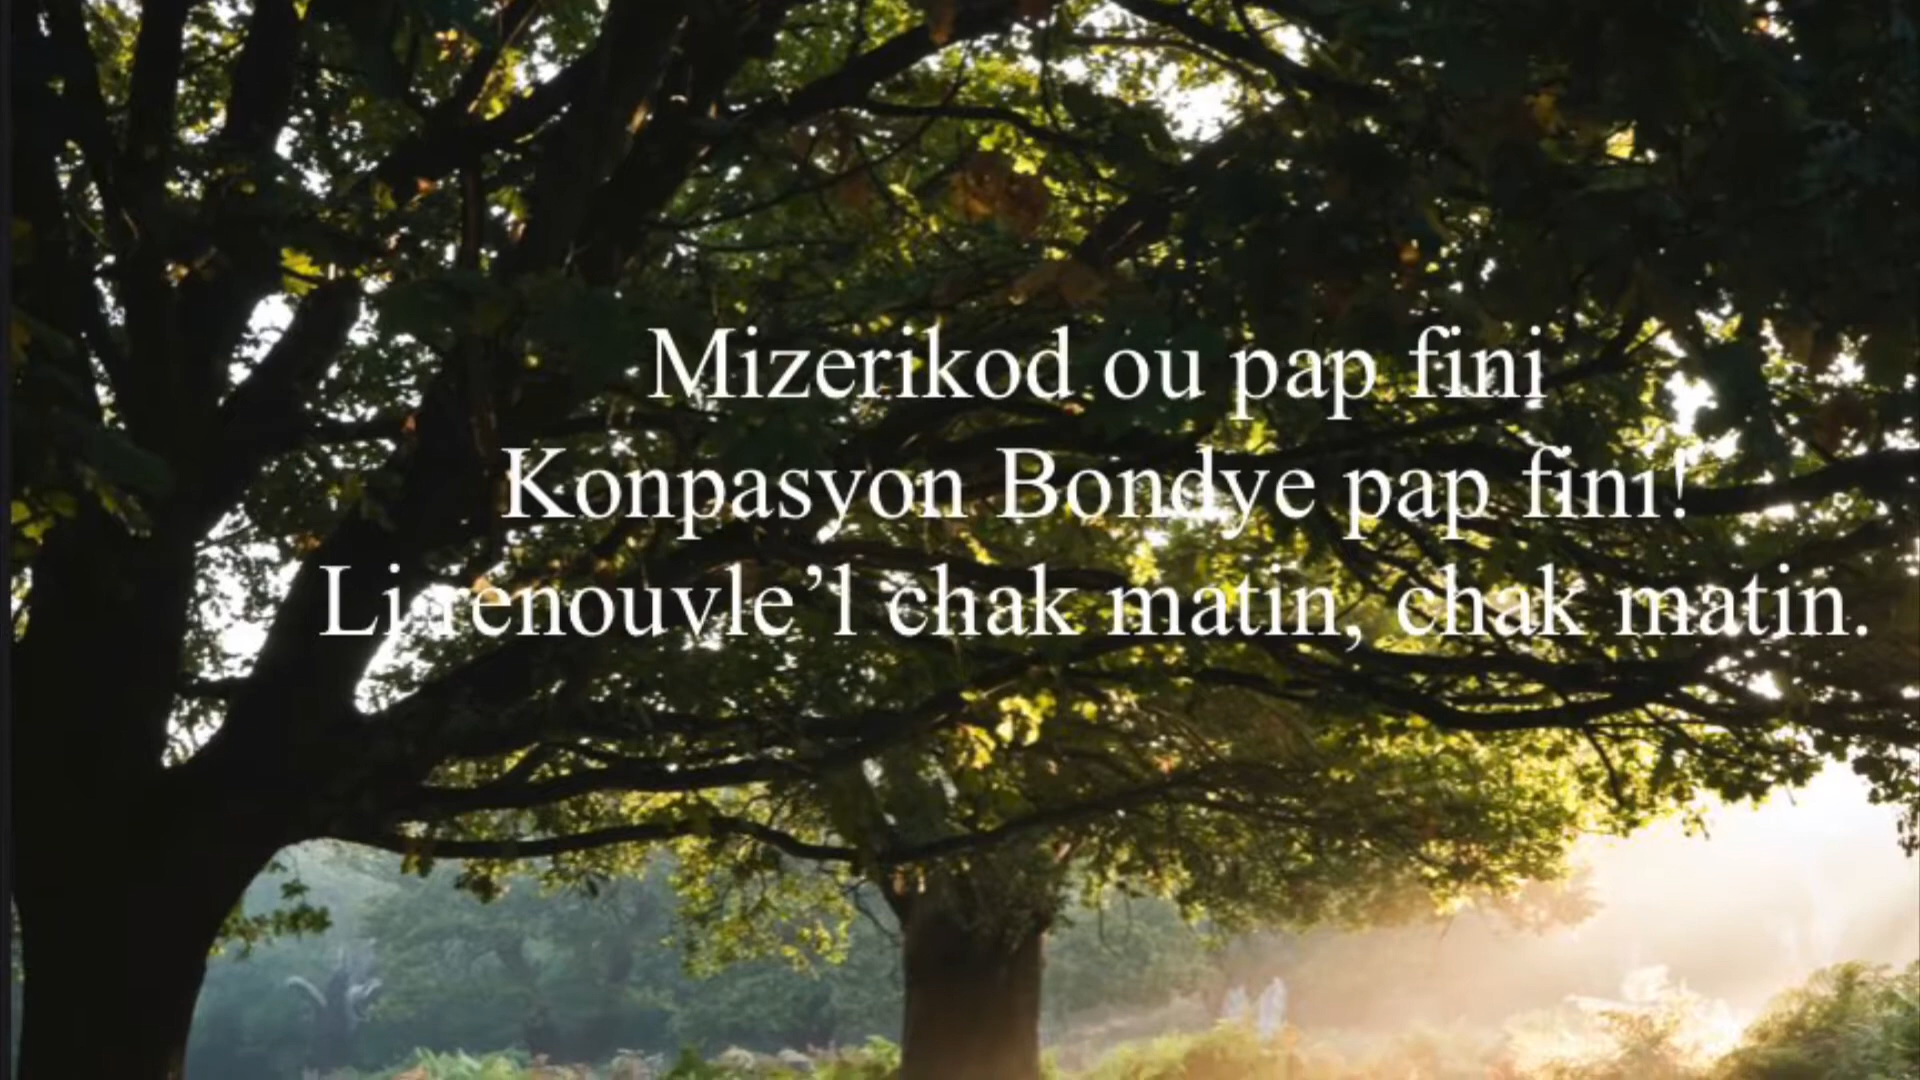 Mizerikod ou pap fini
Konpasyon Bondye pap fini!
Li renouvle’l chak matin, chak matin.